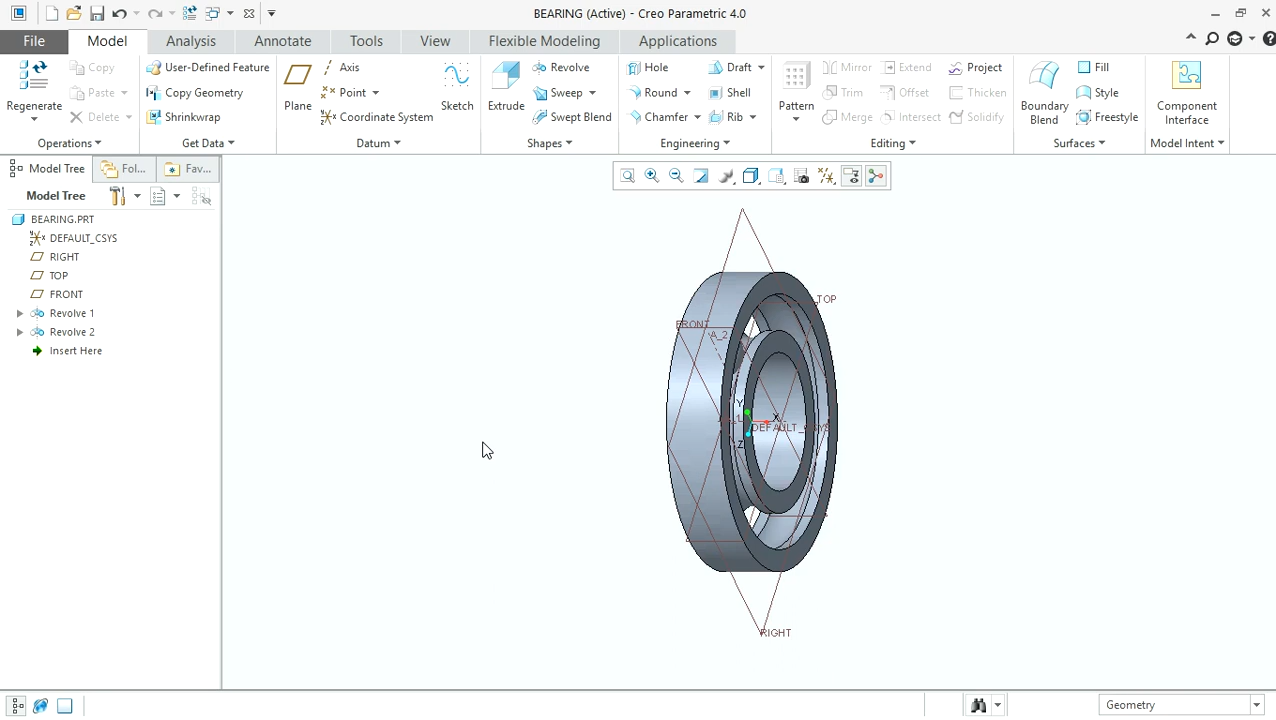 BEARING (Active) - Creo Parametric 4.0
File Model Analysis Annotate Tools View Flexible Modeling Applications
Regenerate
Copy
Paste
Delete
Operations
User-Defined Feature
Copy Geometry
Shrinkwrap
Get Data
Plane
Axis
Point
Coordinate System
Sketch
Datum
Extrude
Revolve
Sweep
Swept Blend
Shapes
Hole
Round
Chamfer
Draft
Shell
Rib
Engineering
Pattern
Mirror
Trim
Merge
Extend
Offset
Intersect
Project
Thicken
Solidify
Editing
Boundary
Blend
Fill
Style
Freestyle
Surfaces
Component
Interface
Model Intent
Model Tree Fol... Fav...
Model Tree
BEARING.PRT
DEFAULT_CSYS
RIGHT
TOP
FRONT
Revolve 1
Revolve 2
Insert Here
TOP
FRONT
A_2
Y
X
DEFAULT_CSYS
Z
RIGHT
Geometry